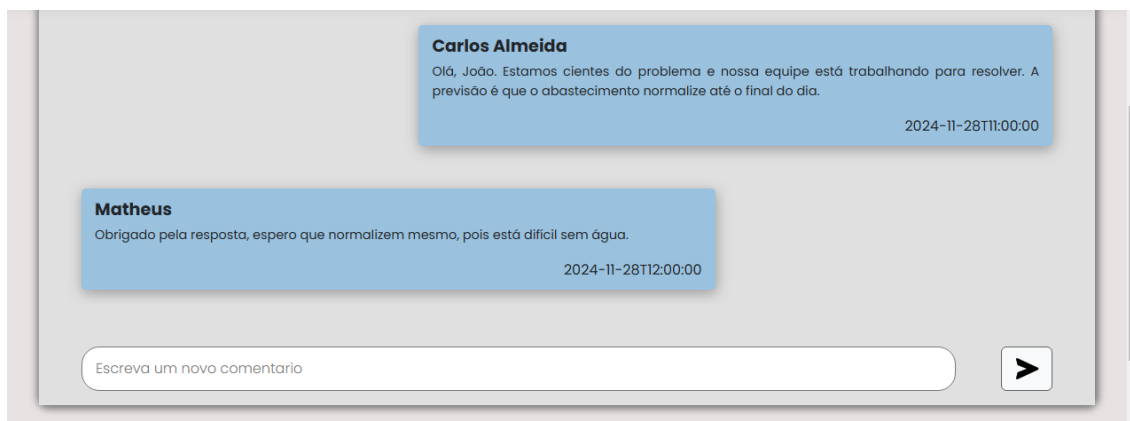 Carlos Almeida
Olá, João. Estamos cientes do problema e nossa equipe está trabalhando para resolver. A
previsão é que o abastecimento normalize até o final do dia.
2024-11-28T11:00:00
Matheus
Obrigado pela resposta, espero que normalizem mesmo, pois está difícil sem água.
2024-11-28T12:00:00
Escreva um novo comentario